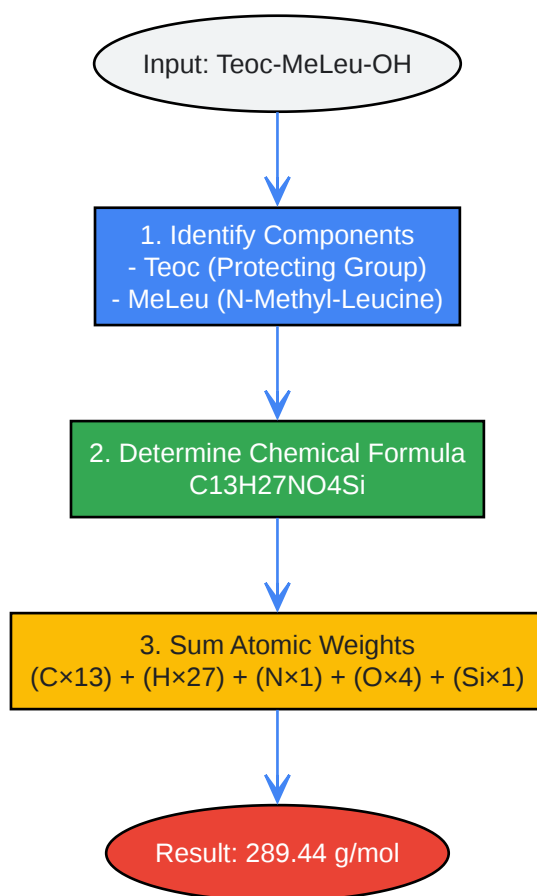 Input: Teoc-MeLeu-OH
1. Identify Components
- Teoc (Protecting Group)
- MeLeu (N-Methyl-Leucine)
2. Determine Chemical Formula
C13H27NO4Si
3. Sum Atomic Weights
(C×13) + (H×27) + (N×1) + (O×4) + (Si×1)
Result: 289.44 g/mol